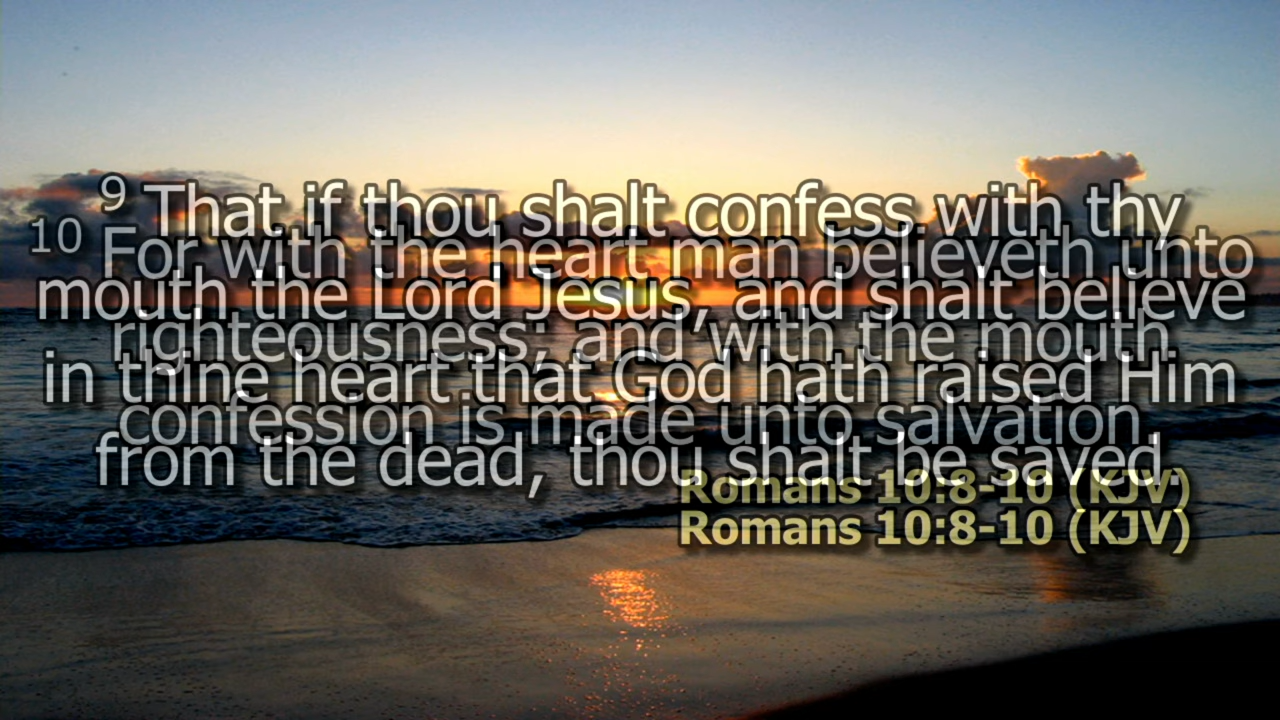 9 That if thou shalt confess with thy
mouth the Lord Jesus, and shalt believe
in thine heart that God hath raised Him
from the dead, thou shalt be saved.
Romans 10:8-10 (KJV)
10 For with the heart man believeth unto
righteousness; and with the mouth
confession is made unto salvation.
Romans 10:8-10 (KJV)